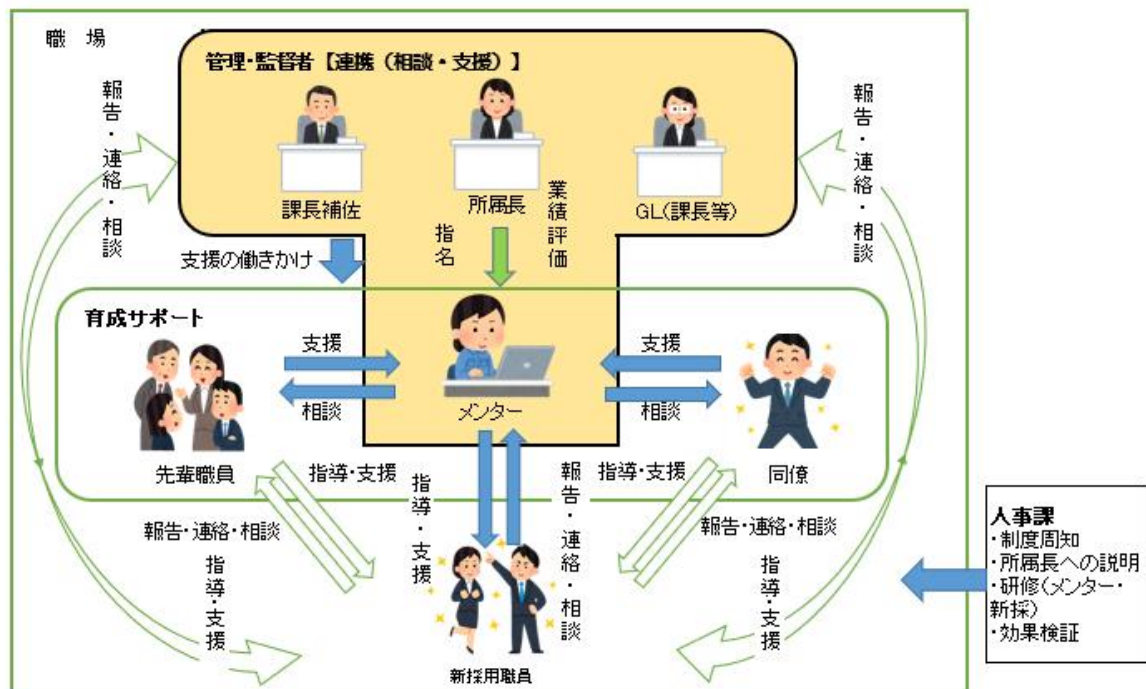 職 場
管理・監督者【連携（相談・支援）】
報告・連絡・相談
報告・連絡・相談
課長補佐
所属長
GL(課長等)
指名
業績評価
支援の働きかけ
育成サポート
支援
相談
支援
相談
メンター
先輩職員
同僚
指導・支援
指導・支援
報告・連絡・相談
指導・支援
報告・連絡・相談
報告・連絡・相談
指導・支援
指導・支援
新採用職員
人事課
・制度周知
・所属長への説明
・研修(メンター・
新採)
・効果検証